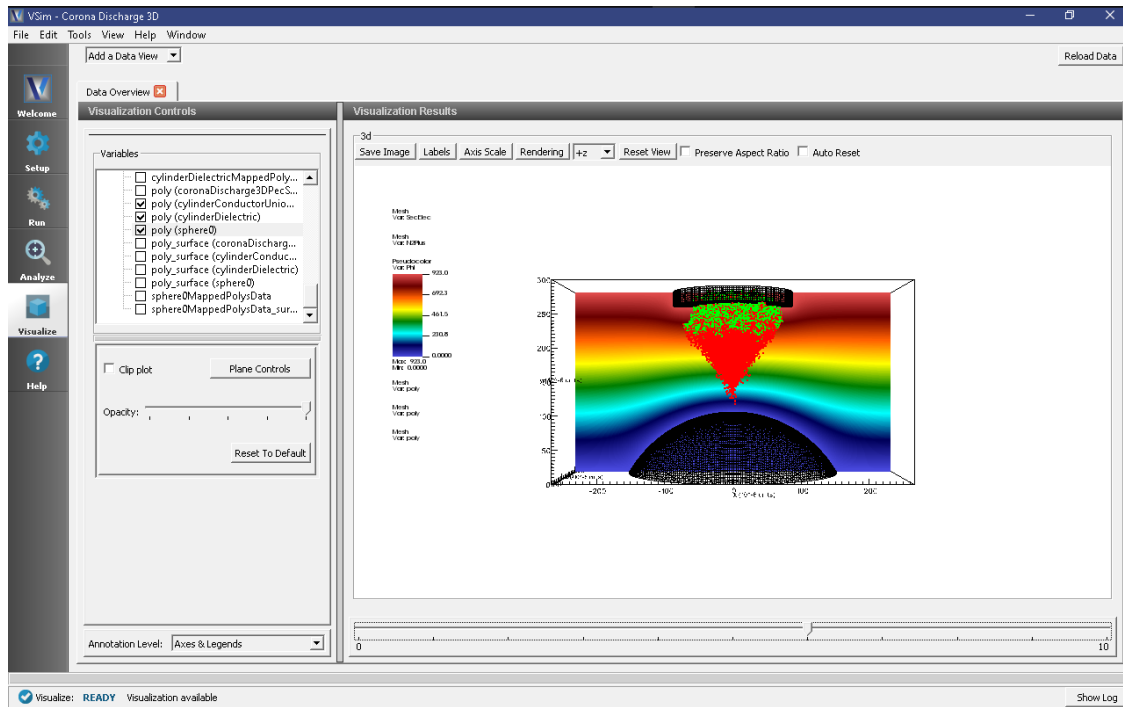 VSim - Corona Discharge 3D
File Edit Tools View Help Window
Add a Data View
Reload Data
Data Overview
Welcome
Setup
Run
Analyze
Visualize
Help
Visualization Controls
Variables
cylinderDielectricMappedPoly...
poly (coronaDischarge3DPecS...
poly (cylinderConductorUnio...
poly (cylinderDielectric)
poly (sphere0)
poly_surface (coronaDischarg...
poly_surface (cylinderConduc...
poly_surface (cylinderDielectric)
poly_surface (sphere0)
sphere0MappedPolysData
sphere0MappedPolysData_sur...
Clip plot
Plane Controls
Opacity:
Reset To Default
Annotation Level: Axes & Legends
Visualization Results
3d
Save Image Labels Axis Scale Rendering +z Reset View Preserve Aspect Ratio Auto Reset
Mesh
Var: SecElec
Mesh
Var: N2Plus
Pseudocolor
Var: Phi
923.0
692.3
461.5
230.8
0.0000
Max: 923.0
Min: 0.0000
Mesh
Var: poly
Mesh
Var: poly
Mesh
Var: poly
300
250
200
150
50
0
-200 -100 0 100 200
0 10
Visualize: READY Visualization available
Show Log